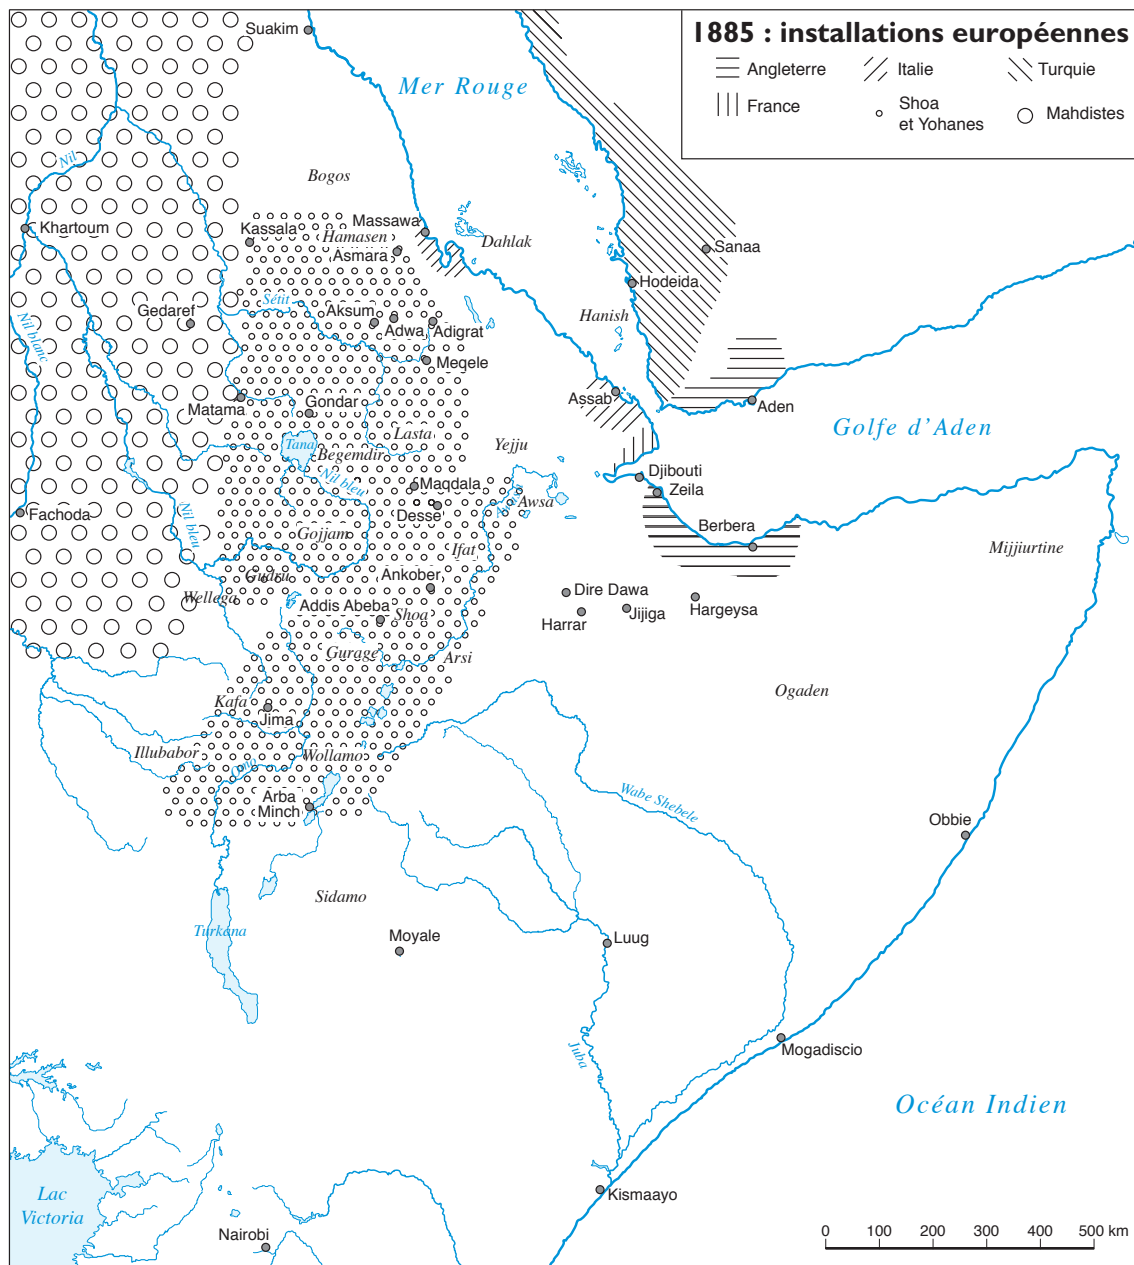 1885 : installations européennes
Angleterre
Italie
Turquie
France
Shoa
et Yohanes
Mahdistes
Suakim
Mer Rouge
Nil
Bogos
Khartoum
Kassala
Massawa
Hamasen
Asmara
Dahlak
Sanaa
Hodeida
Sétit
Gedaref
Aksum
Adwa
Adigrat
Hanish
Nil blanc
Meqele
Matama
Gondar
Assab
Aden
Golfe d'Aden
Lasta
Tana
Begemdir
Yejju
Nil bleu
Maqdala
Djibouti
Zeila
Awsa
Fachoda
Desse
Nil bleu
Berbera
Gojjam
Ifat
Mijjiurtine
Gudru
Ankober
Wellega
Dire Dawa
Addis Abeba
Shoa
Harrar
Jijiga
Hargeysa
Gurage
Arsi
Ogaden
Kafa
Jima
Illubabor
Wollamo
Omo
Wabe Shebele
Arba
Minch
Obbie
Sidamo
Turkana
Moyale
Luug
Juba
Mogadiscio
Océan Indien
Lac
Victoria
Kismaayo
Nairobi
0 100 200 300 400 500 km